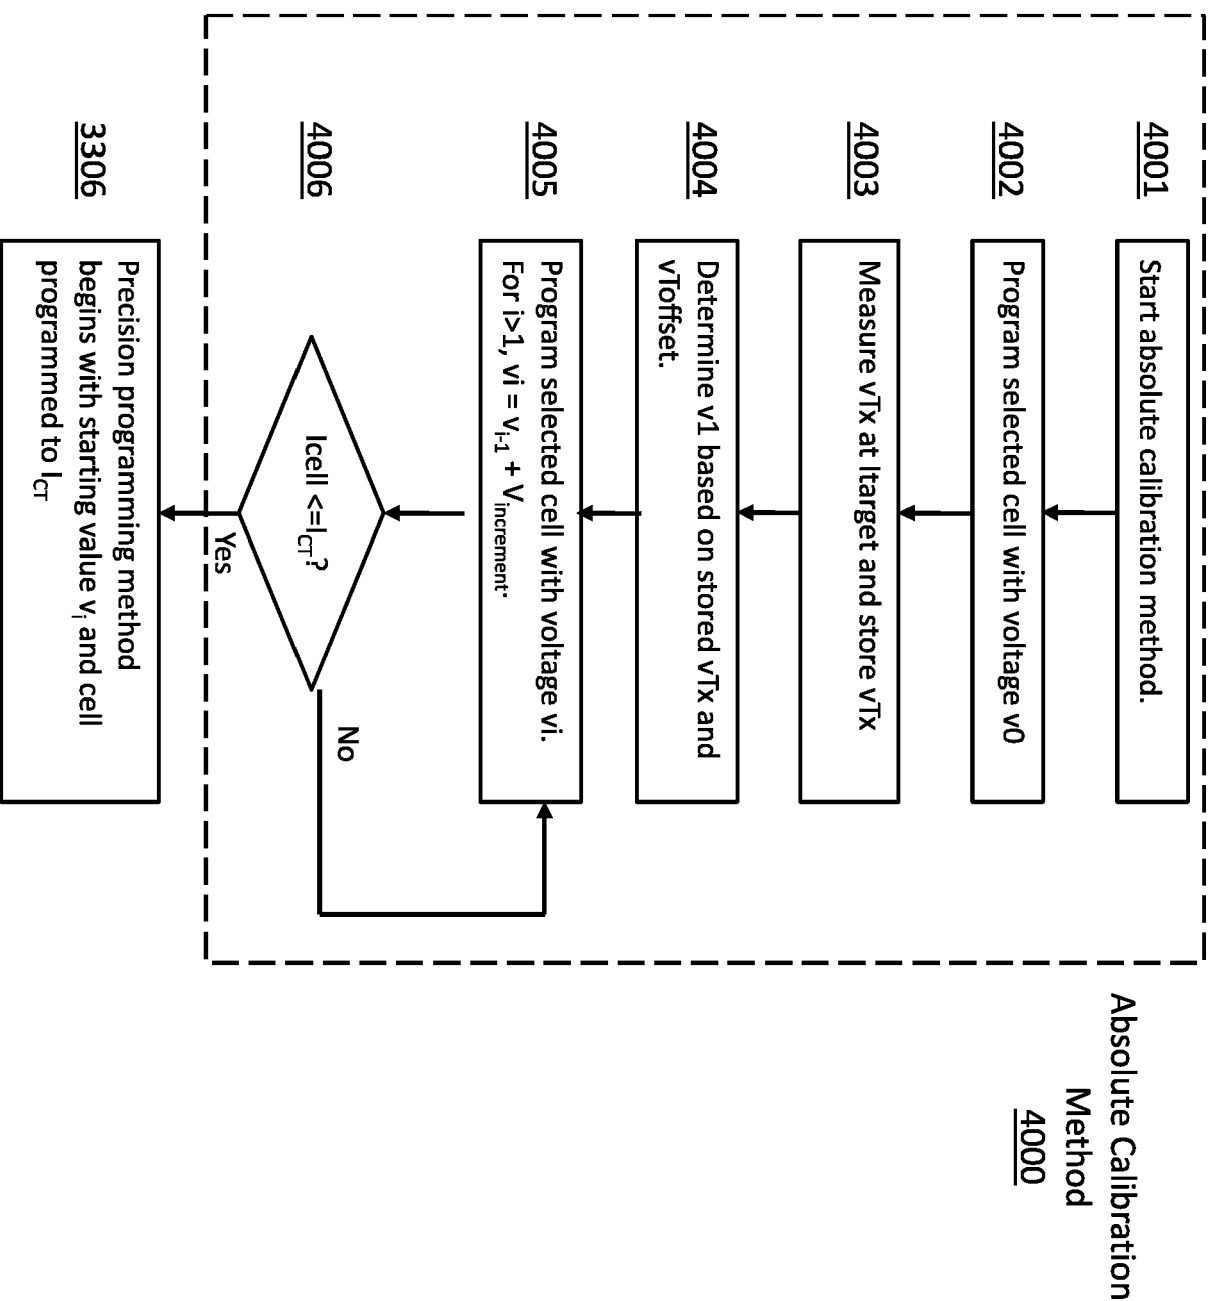 4001
Start absolute calibration method.
4002
Program selected cell with voltage v0
4003
Measure vTx at Itarget and store vTx
4004
Determine v1 based on stored vTx and
vToffset.
4005
Program selected cell with voltage vi.
For i>1, vi = vi-1 + Vincrement.
4006
Icell <=ICT?
No
Yes
3306
Precision programming method
begins with starting value vi and cell
programmed to ICT
Absolute Calibration
Method
4000